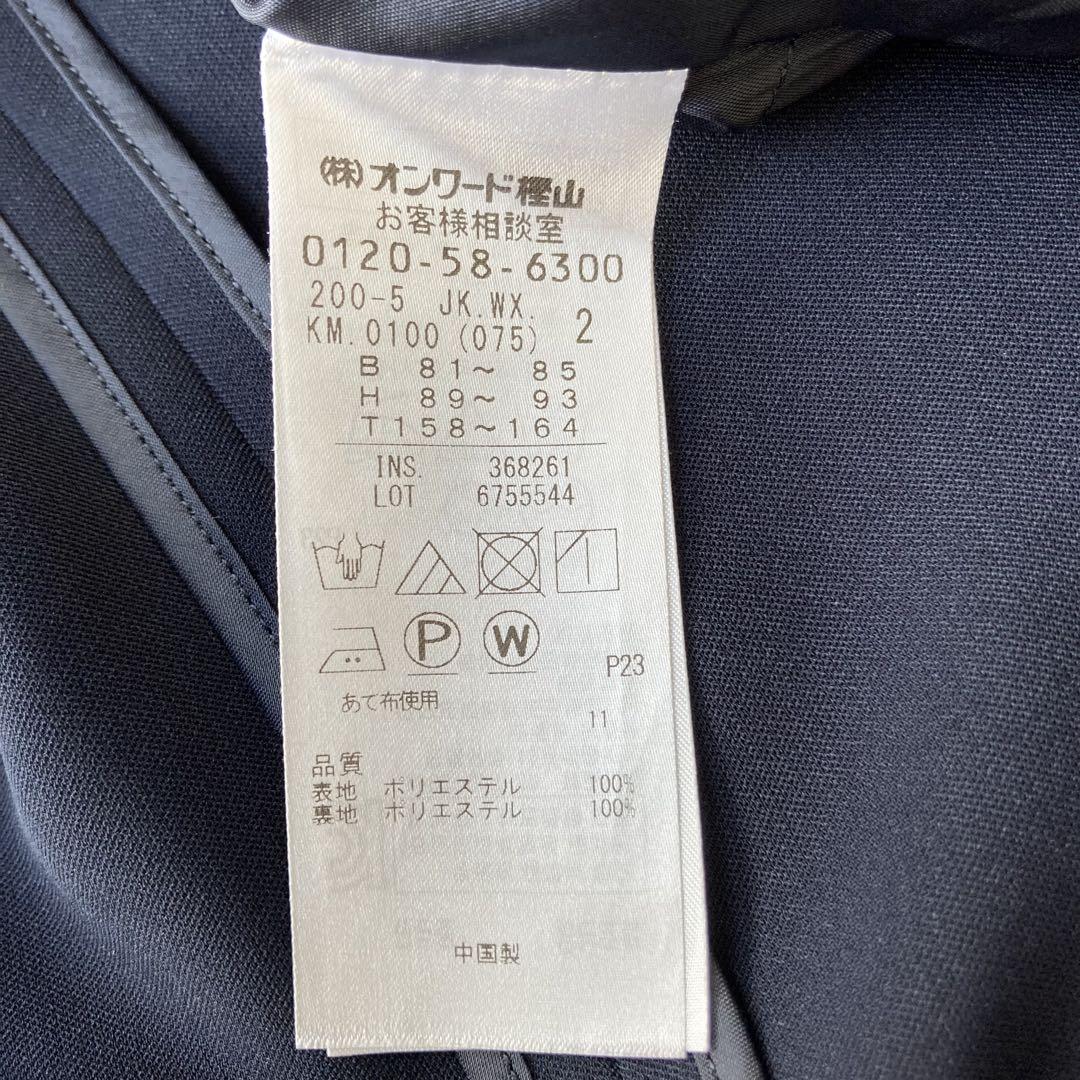 (株)オンワード樫山
お客様相談室
0120-58-6300
200-5 JK.WX. 2
KM.0100 (075)
B 81〜 85
H 89〜 93
T158〜164
INS. 368261
LOT 6755544
P W
P23
あて布使用
11
品質
表地 ポリエステル 100%
裏地 ポリエステル 100%
中国製